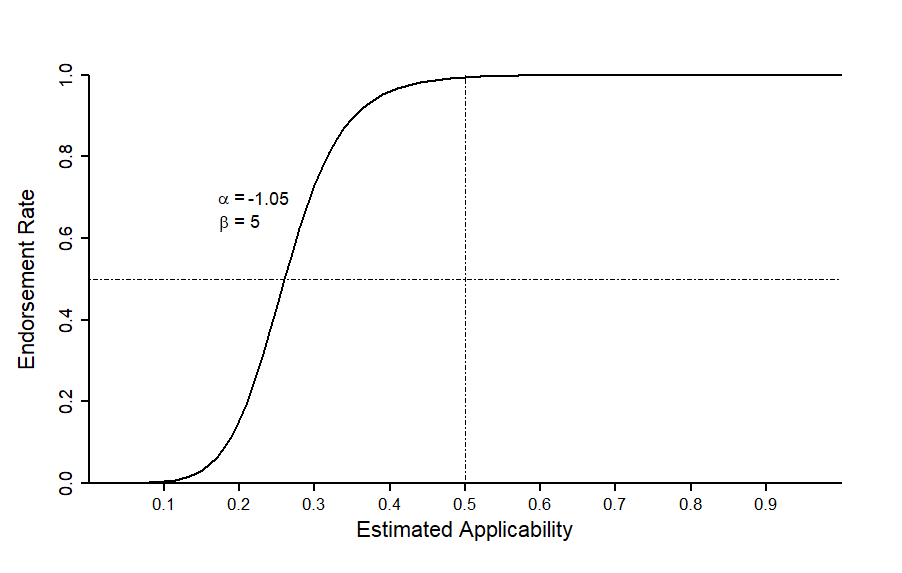 1.0
0.8
0.6
0.4
0.2
0.0
Endorsement Rate
α = -1.05
β = 5
0.1 0.2 0.3 0.4 0.5 0.6 0.7 0.8 0.9
Estimated Applicability